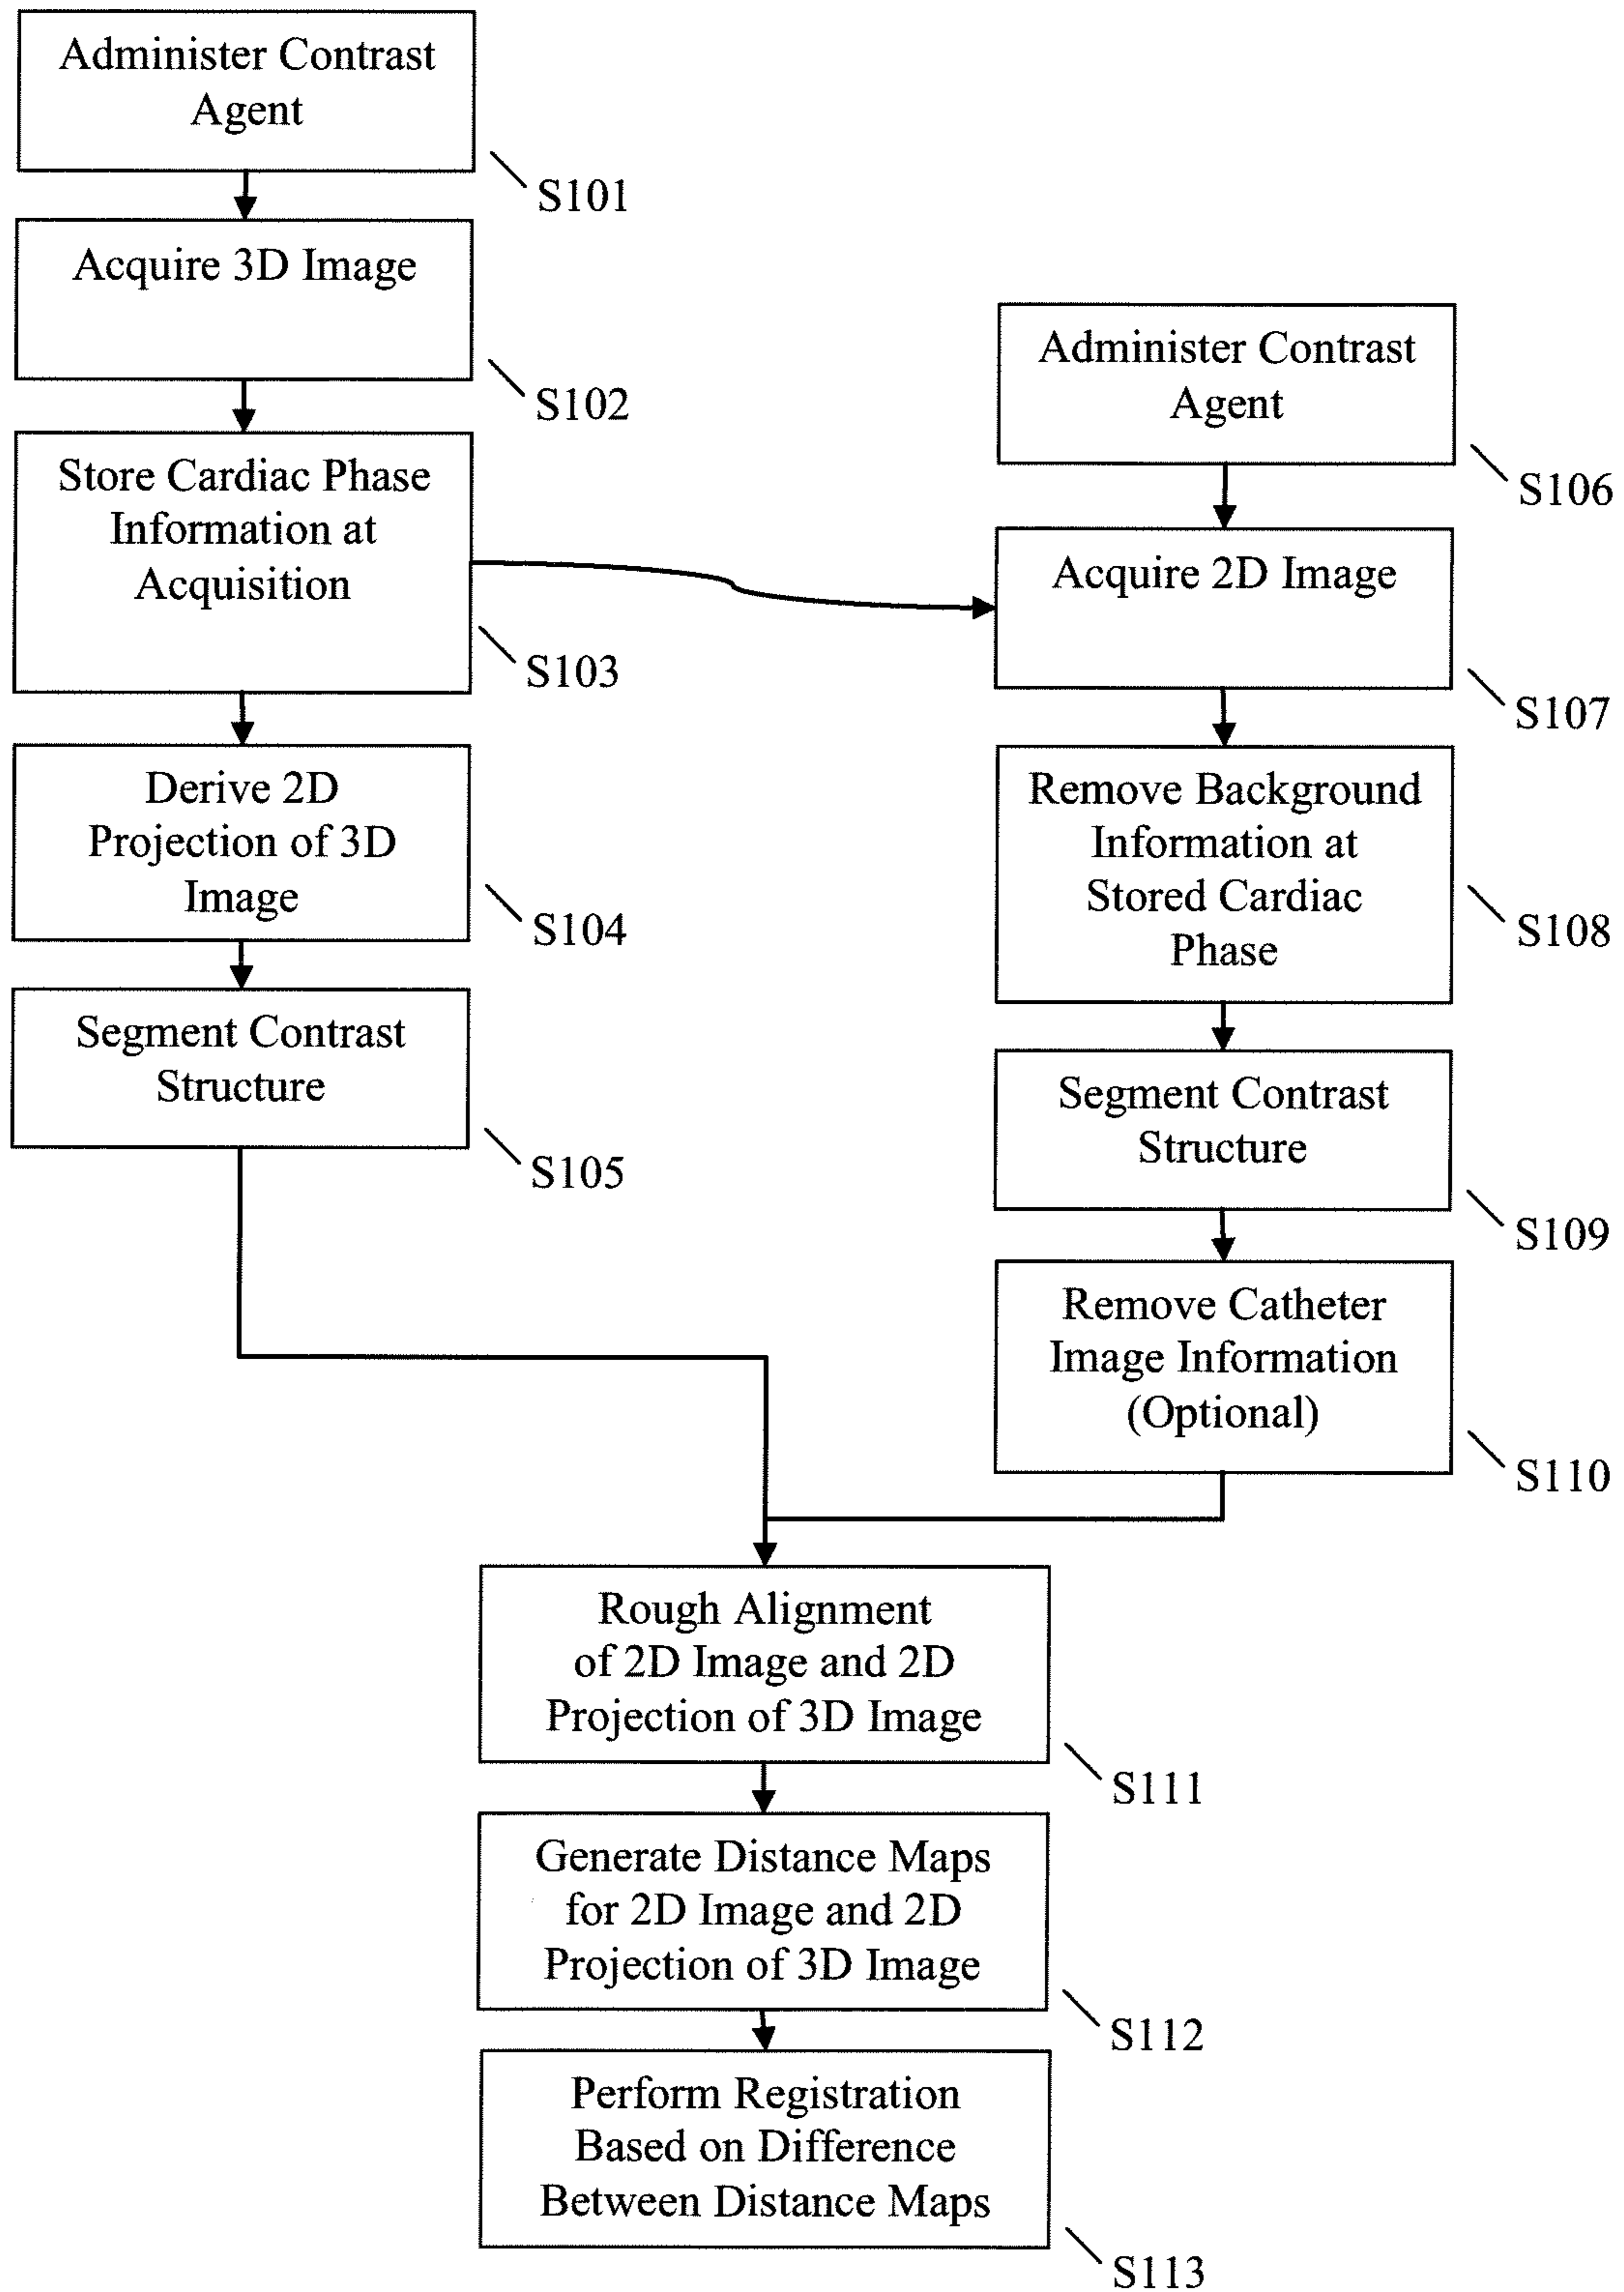 Administer Contrast
Agent
S101
Acquire 3D Image
S102
Store Cardiac Phase
Information at
Acquisition
S103
Derive 2D
Projection of 3D
Image
S104
Segment Contrast
Structure
S105
Administer Contrast
Agent
S106
Acquire 2D Image
S107
Remove Background
Information at
Stored Cardiac
Phase
S108
Segment Contrast
Structure
S109
Remove Catheter
Image Information
(Optional)
S110
Rough Alignment
of 2D Image and 2D
Projection of 3D Image
S111
Generate Distance Maps
for 2D Image and 2D
Projection of 3D Image
S112
Perform Registration
Based on Difference
Between Distance Maps
S113